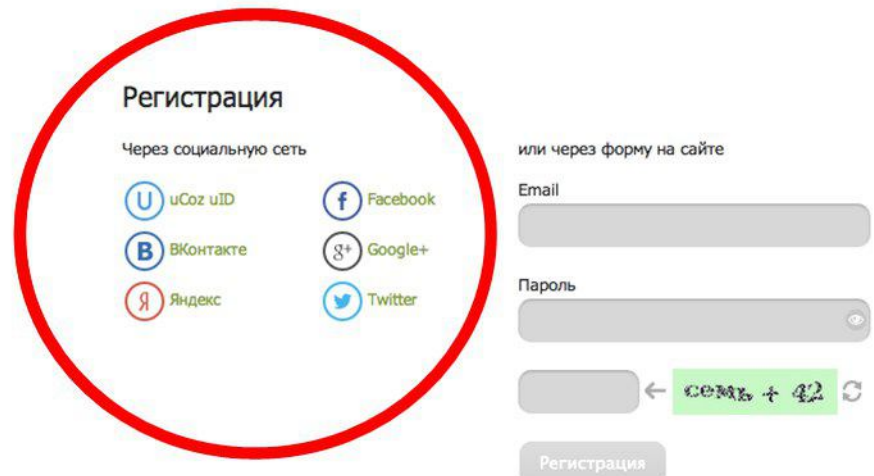 Регистрация
Через социальную сеть
U uCoz uID
f Facebook
B ВКонтакте
g+ Google+
Я Яндекс
Twitter
или через форму на сайте
Email
Пароль
семь + 42
Регистрация